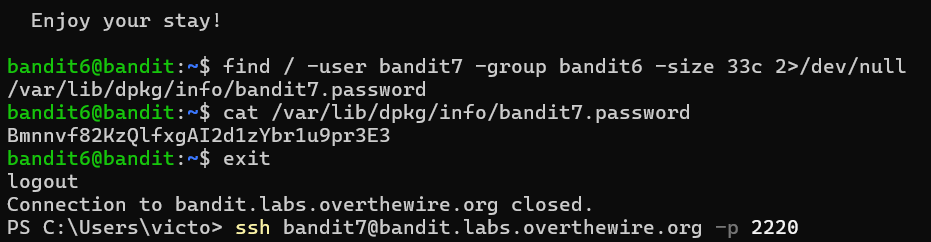 Enjoy your stay!
bandit6@bandit:~$ find / -user bandit7 -group bandit6 -size 33c 2>/dev/null
/var/lib/dpkg/info/bandit7.password
bandit6@bandit:~$ cat /var/lib/dpkg/info/bandit7.password
Bmnnvf82KzQlfxgAI2d1zYbr1u9pr3E3
bandit6@bandit:~$ exit
logout
Connection to bandit.labs.overthewire.org closed.
PS C:\Users\victo> ssh bandit7@bandit.labs.overthewire.org -p 2220